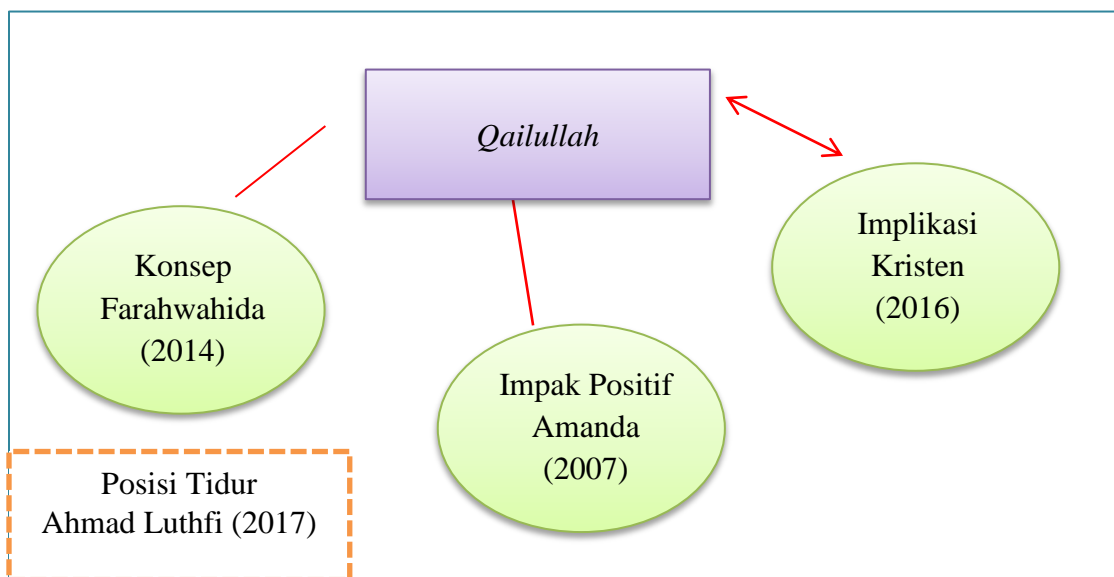 Qailullah
Konsep
Farahwahida
(2014)
Impak Positif
Amanda
(2007)
Implikasi
Kristen
(2016)
Posisi Tidur
Ahmad Luthfi (2017)